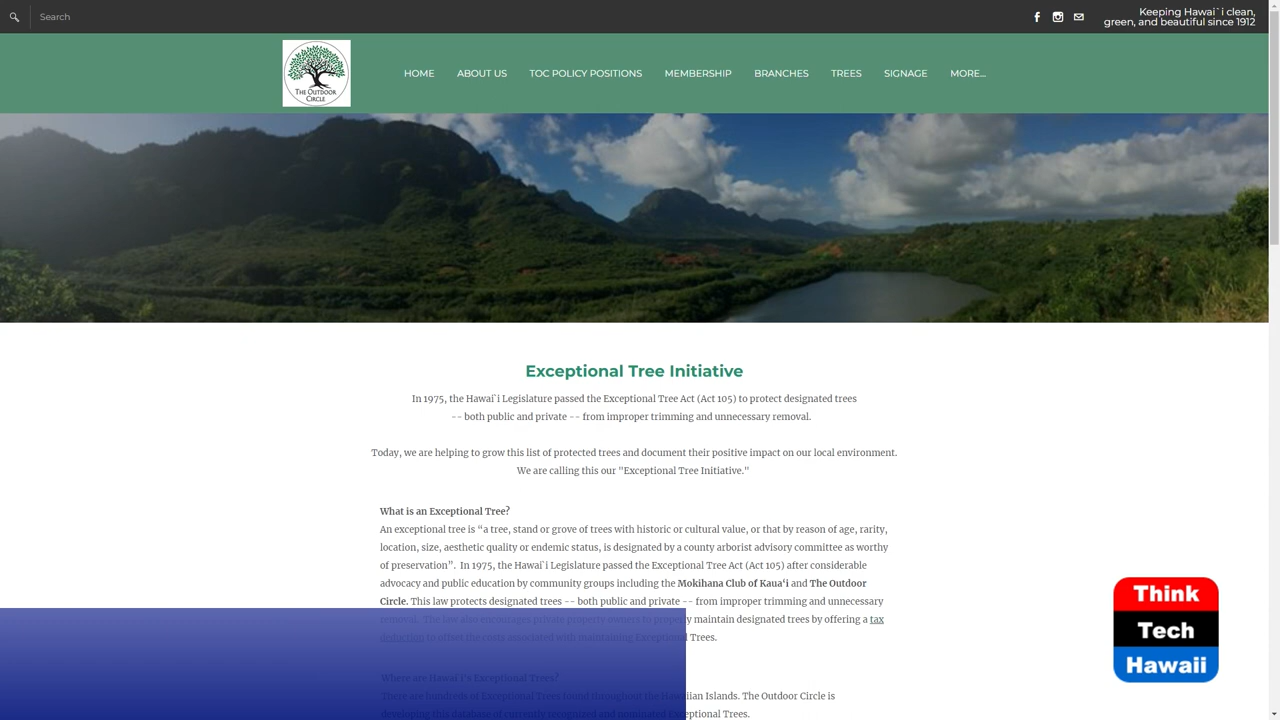 Search
Keeping Hawai`i clean,
green, and beautiful since 1912
THE OUTDOOR
CIRCLE
HOME ABOUT US TOC POLICY POSITIONS MEMBERSHIP BRANCHES TREES SIGNAGE MORE...
Exceptional Tree Initiative
In 1975, the Hawai`i Legislature passed the Exceptional Tree Act (Act 105) to protect designated trees
-- both public and private -- from improper trimming and unnecessary removal.
Today, we are helping to grow this list of protected trees and document their positive impact on our local environment.
We are calling this our "Exceptional Tree Initiative."
What is an Exceptional Tree?
An exceptional tree is “a tree, stand or grove of trees with historic or cultural value, or that by reason of age, rarity,
location, size, aesthetic quality or endemic status, is designated by a county arborist advisory committee as worthy
of preservation”. In 1975, the Hawai`i Legislature passed the Exceptional Tree Act (Act 105) after considerable
advocacy and public education by community groups including the Mokihana Club of Kaua‘i and The Outdoor
Circle. This law protects designated trees -- both public and private -- from improper trimming and unnecessary
removal. The law also encourages private property owners to properly maintain designated trees by offering a tax
deduction to offset the costs associated with maintaining Exceptional Trees.
Where are Hawai`i's Exceptional Trees?
There are hundreds of Exceptional Trees found throughout the Hawaiian Islands. The Outdoor Circle is
developing this database of currently recognized and nominated Exceptional Trees.
Think
Tech
Hawaii